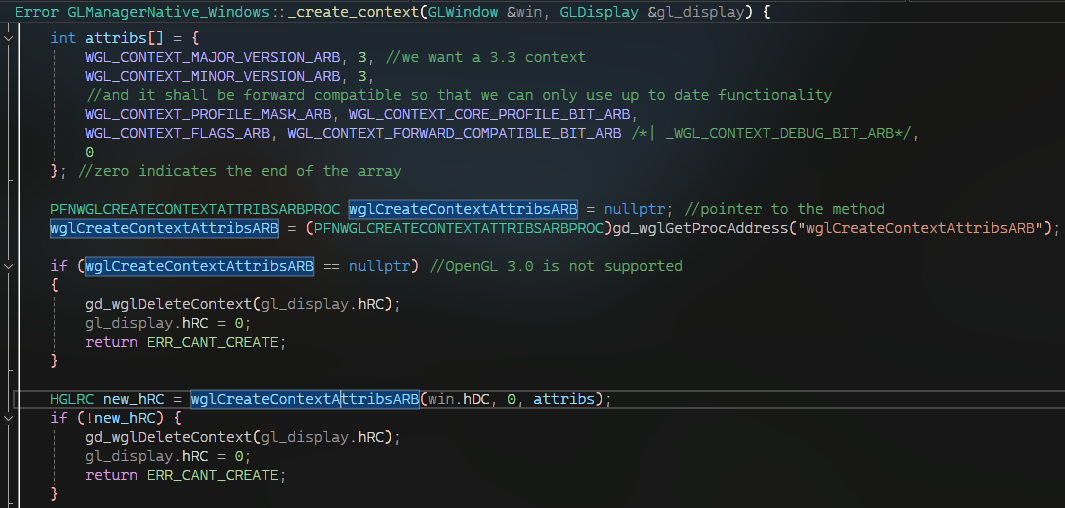 Error GLManagerNative_Windows::_create_context(GLWindow &win, GLDisplay &gl_display) {
int attribs[] = {
WGL_CONTEXT_MAJOR_VERSION_ARB, 3, //we want a 3.3 context
WGL_CONTEXT_MINOR_VERSION_ARB, 3,
//and it shall be forward compatible so that we can only use up to date functionality
WGL_CONTEXT_PROFILE_MASK_ARB, WGL_CONTEXT_CORE_PROFILE_BIT_ARB,
WGL_CONTEXT_FLAGS_ARB, WGL_CONTEXT_FORWARD_COMPATIBLE_BIT_ARB /*| _WGL_CONTEXT_DEBUG_BIT_ARB*/,
0
}; //zero indicates the end of the array
PFNWGLCREATECONTEXTATTRIBSARBPROC wglCreateContextAttribsARB = nullptr; //pointer to the method
wglCreateContextAttribsARB = (PFNWGLCREATECONTEXTATTRIBSARBPROC)gd_wglGetProcAddress("wglCreateContextAttribsARB");
if (wglCreateContextAttribsARB == nullptr) //OpenGL 3.0 is not supported
{
gd_wglDeleteContext(gl_display.hRC);
gl_display.hRC = 0;
return ERR_CANT_CREATE;
}
HGLRC new_hRC = wglCreateContextAttribsARB(win.hDC, 0, attribs);
if (!new_hRC) {
gd_wglDeleteContext(gl_display.hRC);
gl_display.hRC = 0;
return ERR_CANT_CREATE;
}